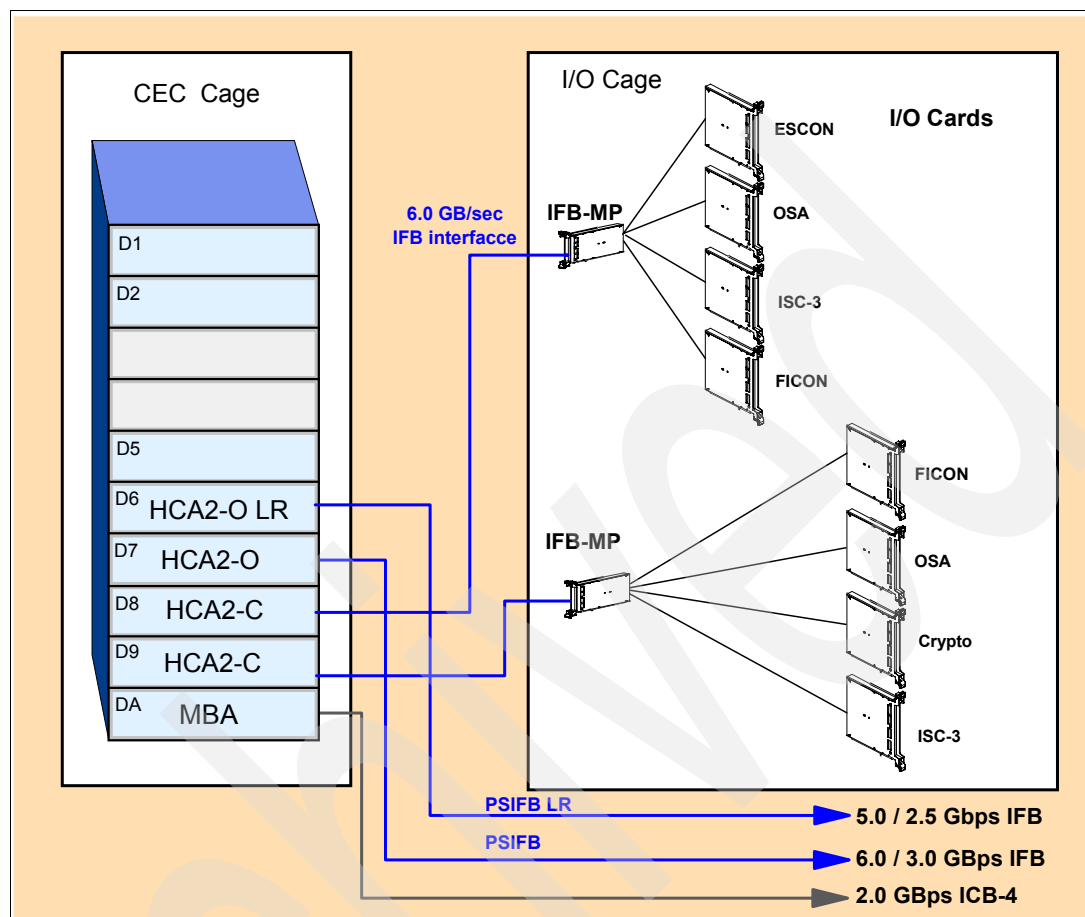 CEC Cage
D1
D2
D5
D6
HCA2-O LR
D7
HCA2-O
D8
HCA2-C
D9
HCA2-C
DA
MBA
6.0 GB/sec
IFB interfacce
I/O Cage
I/O Cards
IFB-MP
ESCON
OSA
ISC-3
FICON
IFB-MP
FICON
OSA
Crypto
ISC-3
PSIFB LR
5.0 / 2.5 Gbps IFB
PSIFB
6.0 / 3.0 GBps IFB
2.0 GBps ICB-4